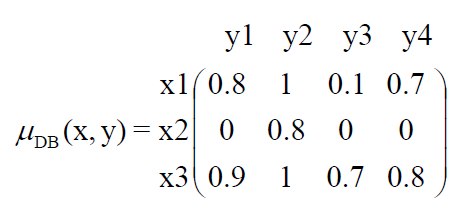 y1 y2 y3 y4
x1 0.8 1 0.1 0.7
μDB(x,y) = x2 0 0.8 0 0
x3 0.9 1 0.7 0.8